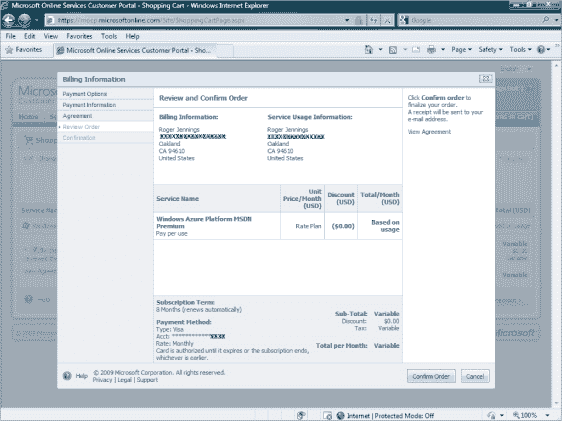 Microsoft Online Services Customer Portal - Shopping Cart - Windows Internet Explorer
Google
File Edit View Favorites Tools Help
Favorites Microsoft Online Services Customer Portal - Sho...
Page Safety Tools
Billing Information
Payment Options
Payment Information
Agreement
Review Order
Confirmation
Review and Confirm Order
Billing Information:
Roger Jennings
Oakland
CA 94610
United States
Service Usage Information:
Roger Jennings
Oakland
CA 94610
United States
Click Confirm order to
finalize your order.
A receipt will be sent to your
e-mail address.
View Agreement
Service Name
Unit
Price/Month
(USD)
Discount
(USD)
Total/Month
(USD)
Windows Azure Platform MSDN
Premium
Pay per use
Rate Plan
($0.00)
Based on
usage
Subscription Term:
8 Months (renews automatically)
Payment Method:
Type: Visa
Acct:
Rate: Monthly
Card is authorized until it expires or the subscription ends,
whichever is earlier.
Sub-Total: Variable
Discount: $0.00
Tax: Variable
Total per Month: Variable
Help
© 2009 Microsoft Corporation. All rights reserved.
Privacy | Legal | Support
Confirm Order
Cancel
Done
Internet | Protected Mode: Off
100%